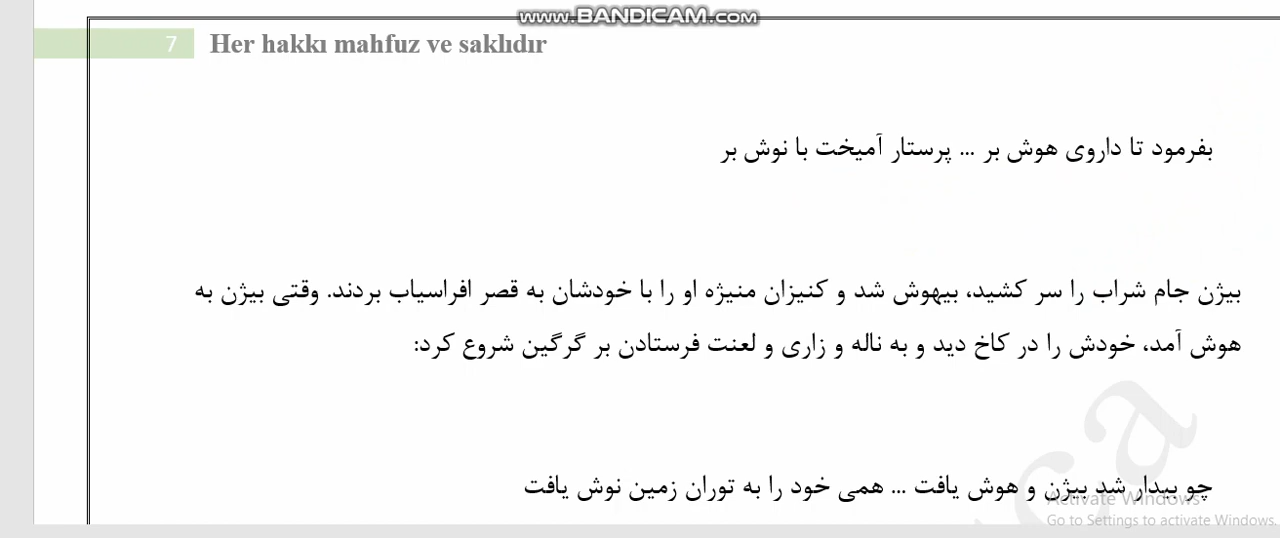 www.BANDICAM.com
7 Her hakkı mahfuz ve saklıdır
بفرمود تا داروی هوش بر ... پرستار آمیخت با نوش بر
بیژن جام شراب را سر کشید، بیهوش شد و کنیزان منیژه او را با خودشان به قصر افراسیاب بردند. وقتی بیژن به
هوش آمد، خودش را در کاخ دید و به ناله و زاری و لعنت فرستادن بر گرگین شروع کرد:
چو بیدار شد بیژن و هوش یافت ... همی خود را به توران زمین نوش یافت
Activate Windows
Go to Settings to activate Windows.